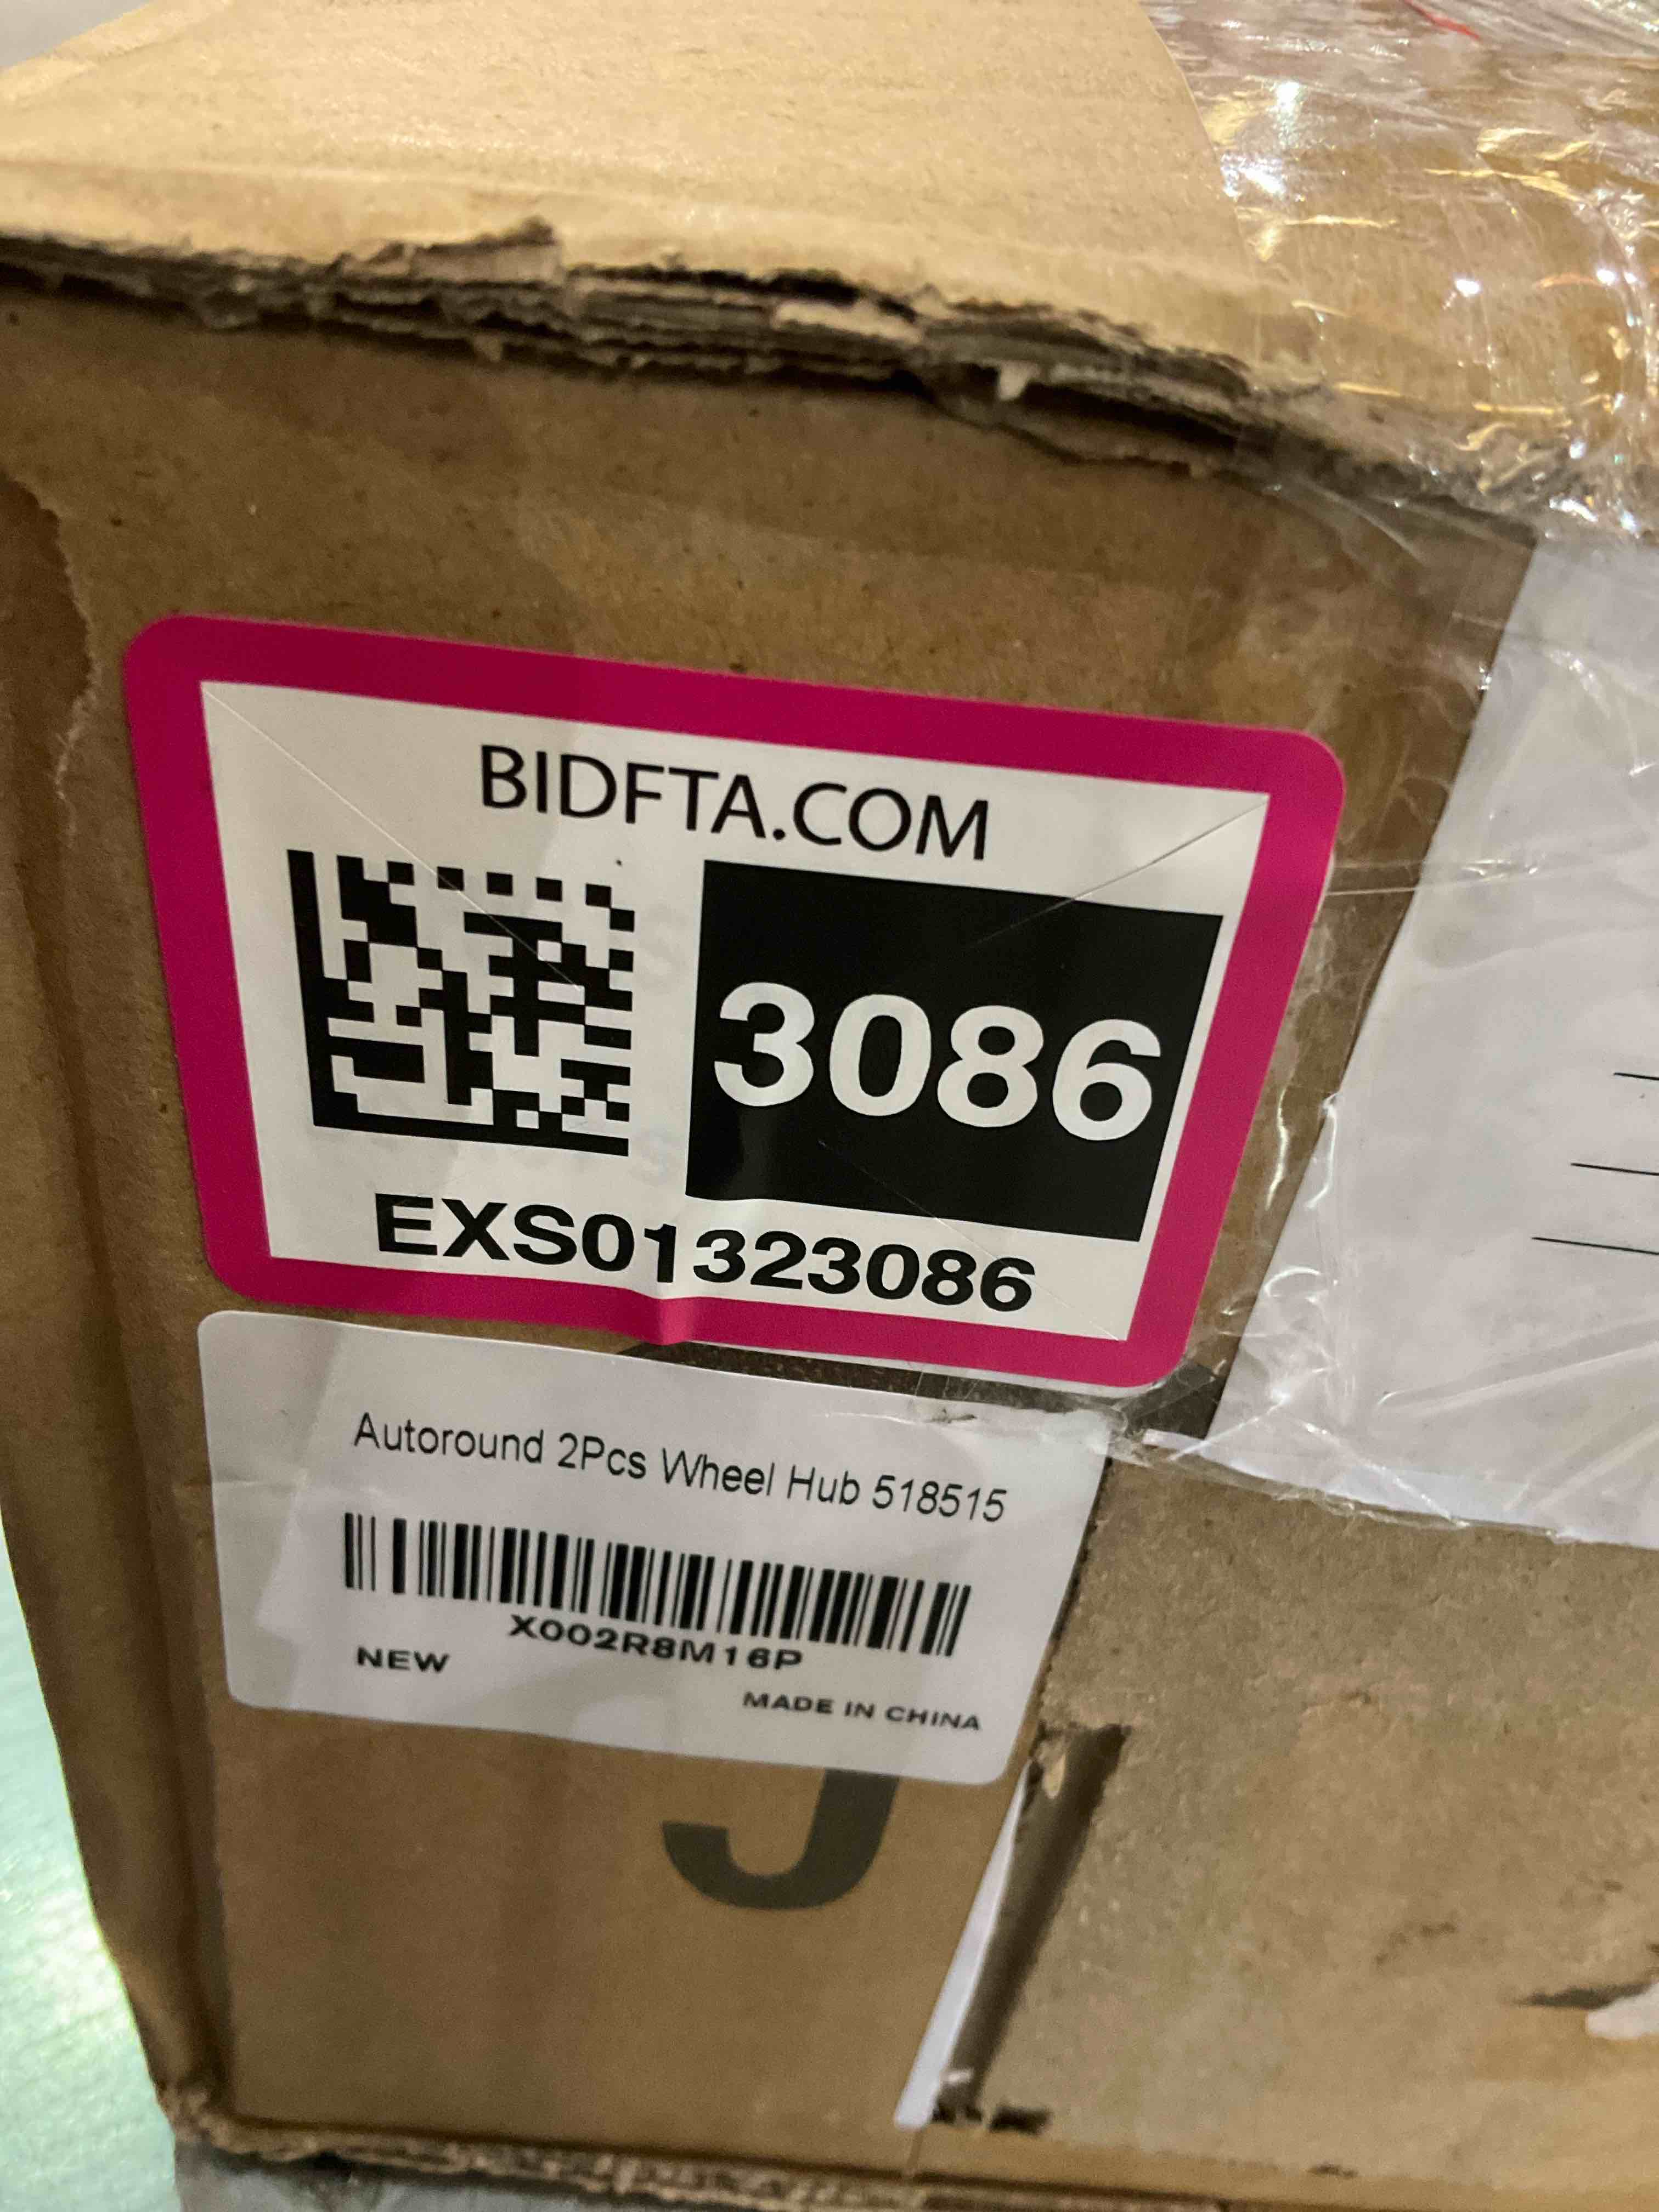 BIDFTA.COM
3086
EXS01323086
Autoround 2Pcs Wheel Hub 518515
X002R8M16P
NEW
MADE IN CHINA
J